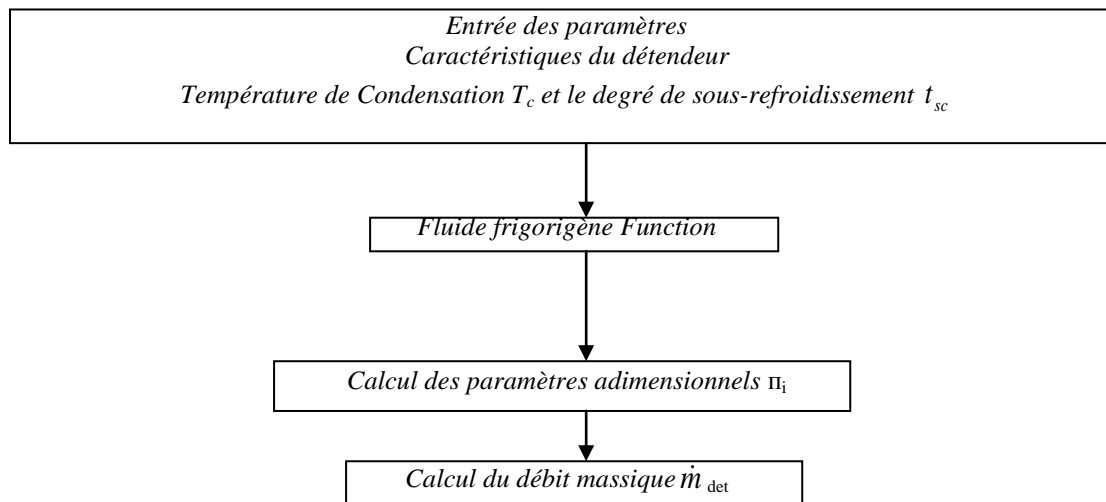 Entrée des paramètres
Caractéristiques du détendeur
Température de Condensation T_c et le degré de sous-refroidissement t_sc
Fluide frigorigène Function
Calcul des paramètres adimensionnels π_i
Calcul du débit massique ṁ_det